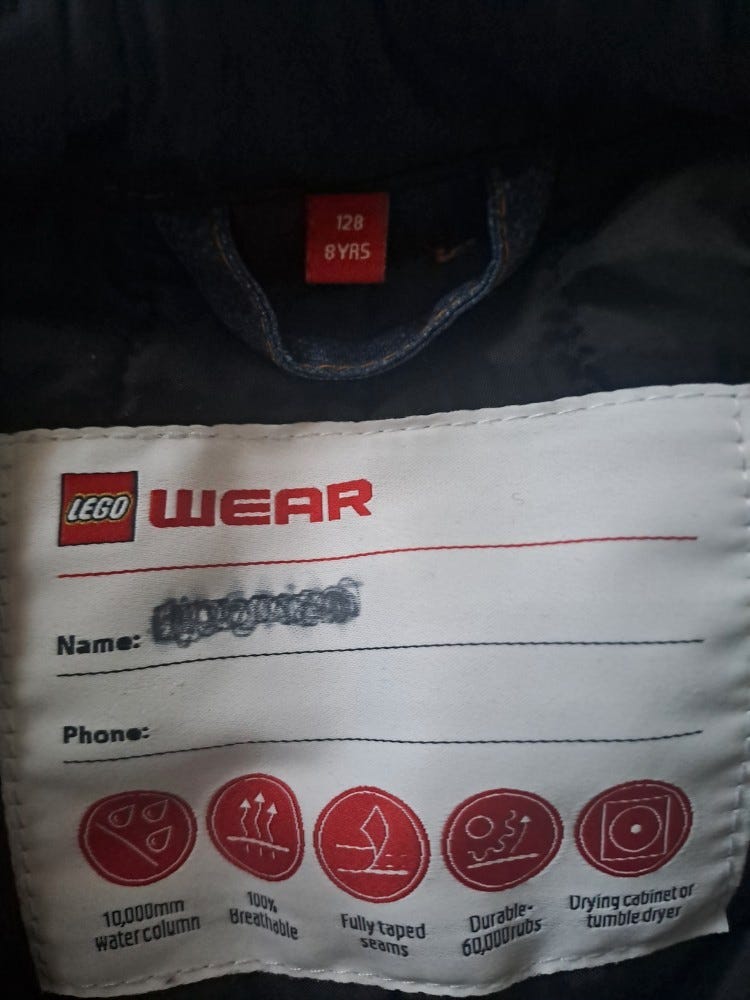 128
8YRS
LEGO WEAR
Name:
Phone:
10,000mm
water column
100%
Breathable
Fully taped
seams
Durable-
60,000rubs
Drying cabinet or
tumble dryer